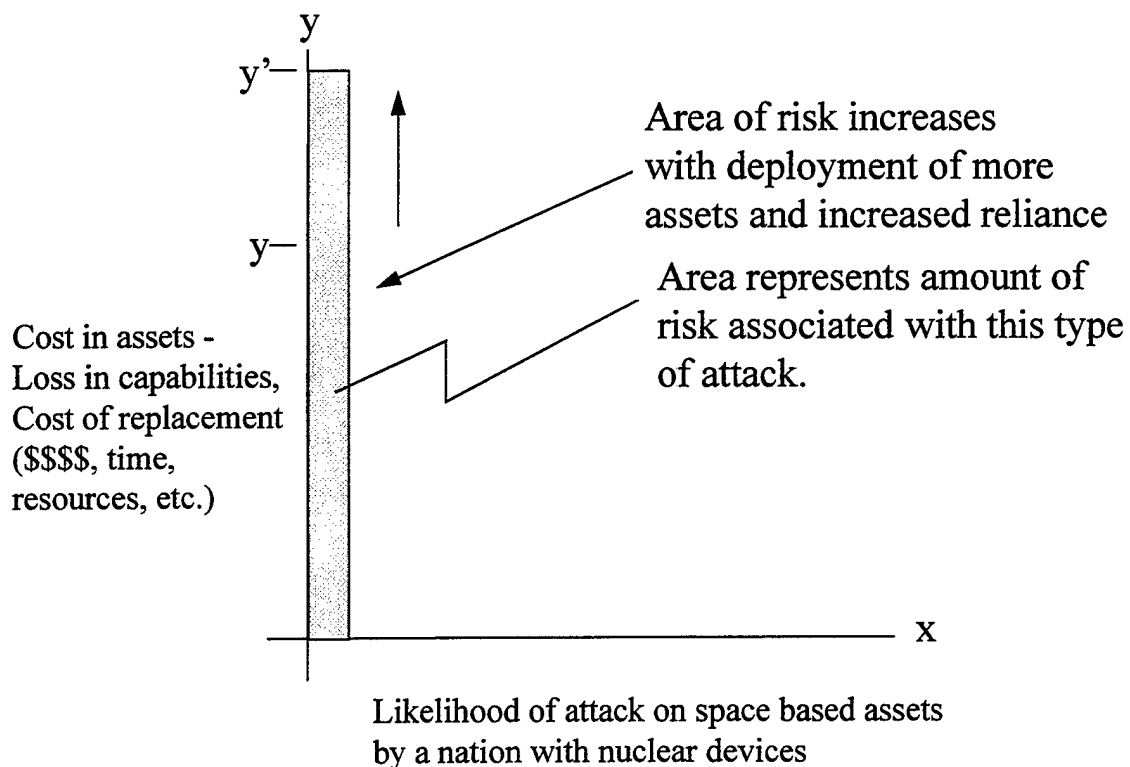 y
y’
Area of risk increases
with deployment of more
assets and increased reliance
y
Area represents amount of
risk associated with this type
of attack.
Cost in assets -
Loss in capabilities,
Cost of replacement
($$$$, time,
resources, etc.)
x
Likelihood of attack on space based assets
by a nation with nuclear devices